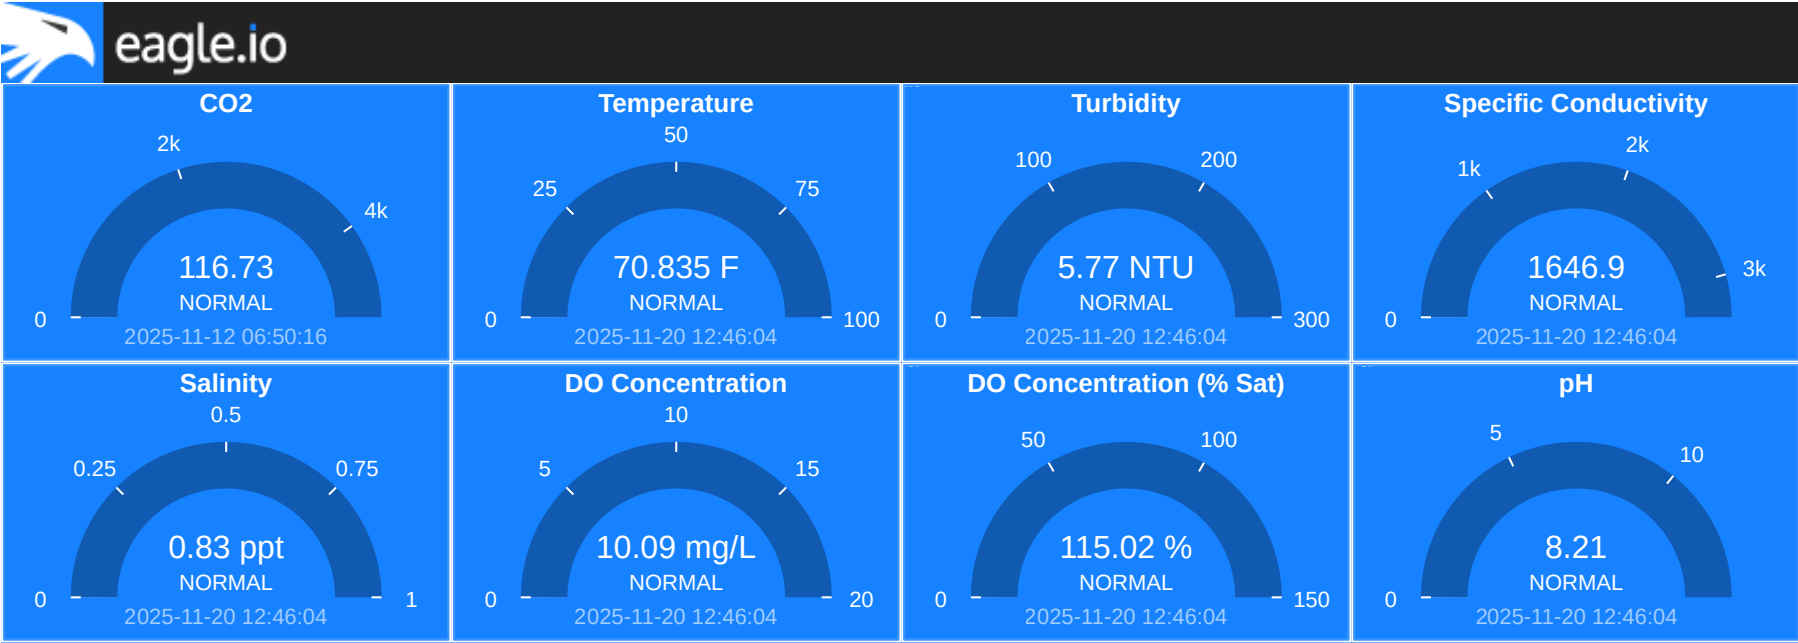 eagle.io
CO2
2k
4k
116.73
NORMAL
0
2025-11-12 06:50:16
Temperature
50
25
75
70.835 F
NORMAL
0
100
2025-11-20 12:46:04
Turbidity
100
200
5.77 NTU
NORMAL
0
300
2025-11-20 12:46:04
Specific Conductivity
2k
1k
1646.9
3k
NORMAL
0
2025-11-20 12:46:04
Salinity
0.5
0.25
0.75
0.83 ppt
NORMAL
0
1
2025-11-20 12:46:04
DO Concentration
10
5
15
10.09 mg/L
NORMAL
0
20
2025-11-20 12:46:04
DO Concentration (% Sat)
50
100
115.02 %
NORMAL
0
150
2025-11-20 12:46:04
pH
5
10
8.21
NORMAL
0
2025-11-20 12:46:04